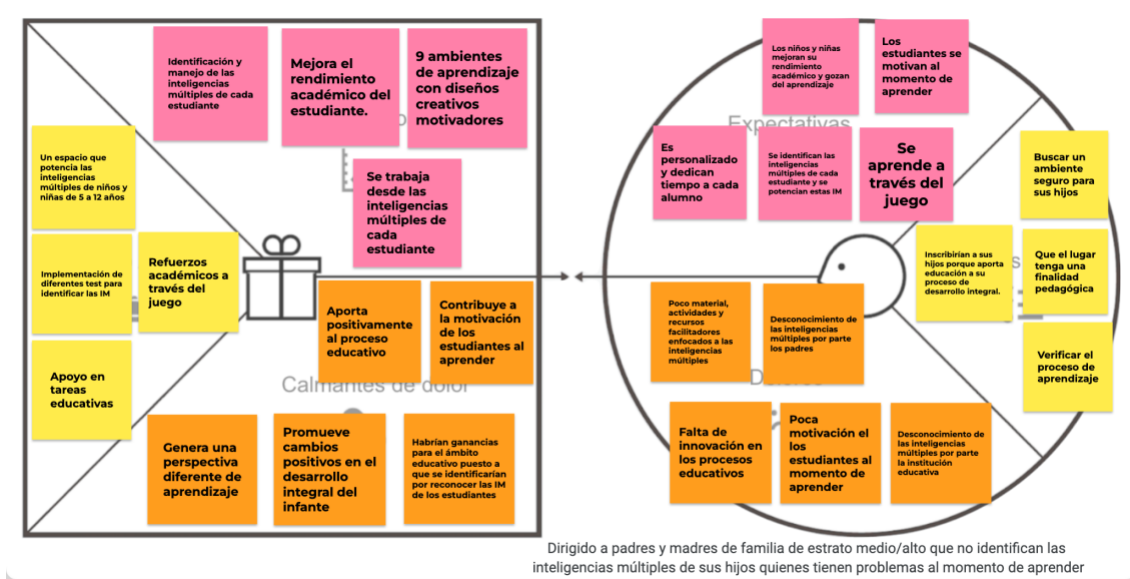 Identificación y
manejo de las
inteligencias
múltiples de cada
estudiante
Mejora el
rendimiento
académico del
estudiante.
9 ambientes
de aprendizaje
con diseños
creativos
motivadores
Se trabaja
desde las
inteligencias
múltiples de
cada
estudiante
Un espacio que
potencia las
inteligencias
múltiples de niños y
niñas de 5 a 12 años
Implementación de
diferentes test para
identificar las IM
Refuerzos
académicos a
través del
juego
Apoyo en
tareas
educativas
Aporta
positivamente
al proceso
educativo
Contribuye a
la motivación
de los
estudiantes al
aprender
Calmantes de dolor
Genera una
perspectiva
diferente de
aprendizaje
Promueve
cambios
positivos en el
desarrollo
integral del
infante
Habrían ganancias
para el ámbito
educativo puesto a
que se identificarían
por reconocer las IM
de los estudiantes
Los niños y niñas
mejoran su
rendimiento
académico y gozan
del aprendizaje
Los
estudiantes se
motivan al
momento de
aprender
Expectativas
Es
personalizado
y dedican
tiempo a cada
alumno
Se identifican las
inteligencias
múltiples de cada
estudiante y se
potencian estas IM
Se
aprende a
través del
juego
Buscar un
ambiente
seguro para
sus hijos
Inscribirían a sus
hijos porque aporta
educación a su
proceso de
desarrollo integral.
Que el lugar
tenga una
finalidad
pedagógica
Verificar el
proceso de
aprendizaje
Poco material,
actividades y
recursos
facilitadores
enfocados a las
inteligencias
múltiples
Desconocimiento de
las inteligencias
múltiples por parte
los padres
Falta de
innovación en
los procesos
educativos
Poca
motivación el
los
estudiantes al
momento de
aprender
Desconocimiento de
las inteligencias
múltiples por parte
la institución
educativa
Dirigido a padres y madres de familia de estrato medio/alto que no identifican las
inteligencias múltiples de sus hijos quienes tienen problemas al momento de aprender